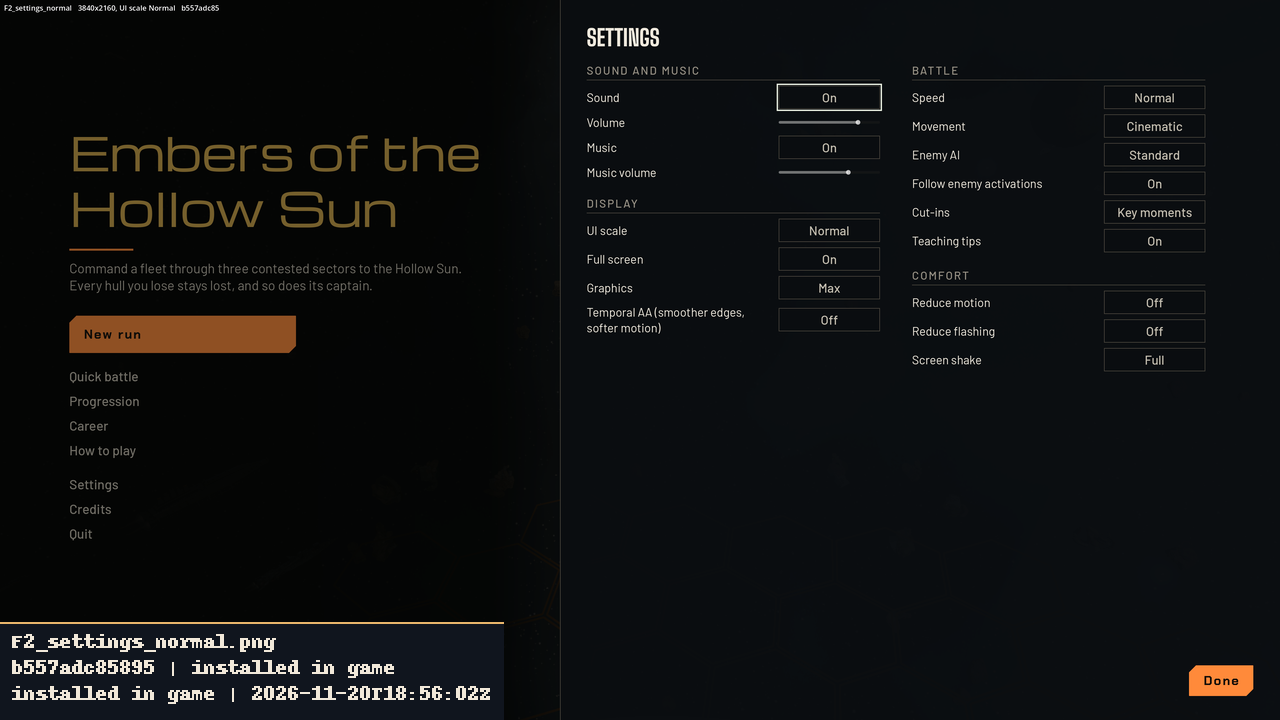 F2_settings_normal 3840x2160, UI scale Normal b557adc85
Embers of the
Hollow Sun
Command a fleet through three contested sectors to the Hollow Sun.
Every hull you lose stays lost, and so does its captain.
New run
Quick battle
Progression
Career
How to play
Settings
Credits
Quit
SETTINGS
SOUND AND MUSIC
Sound On
Volume
Music On
Music volume
DISPLAY
UI scale Normal
Full screen On
Graphics Max
Temporal AA (smoother edges,
softer motion) Off
BATTLE
Speed Normal
Movement Cinematic
Enemy AI Standard
Follow enemy activations On
Cut-ins Key moments
Teaching tips On
COMFORT
Reduce motion Off
Reduce flashing Off
Screen shake Full
Done
F2_settings_normal.png
b557adc85895 | installed in game
installed in game | 2026-11-20T18:56:02Z